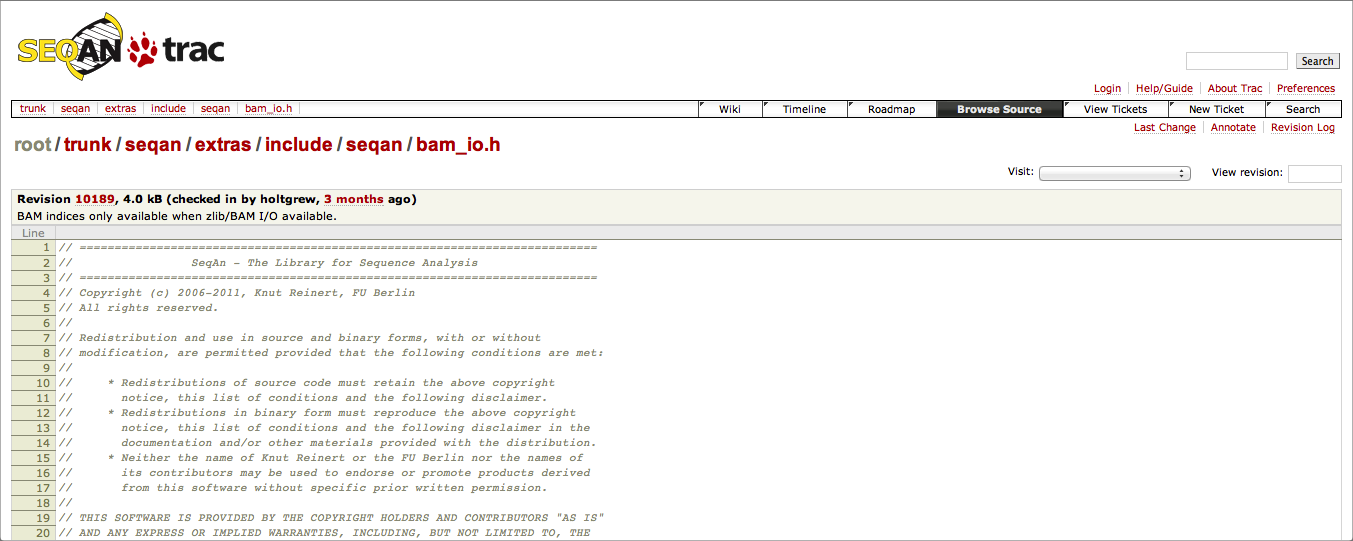 SEQAN trac
Search
Login Help/Guide About Trac Preferences
trunk seqan extras include seqan bam_io.h Wiki Timeline Roadmap Browse Source View Tickets New Ticket Search
Last Change Annotate Revision Log
root / trunk / seqan / extras / include / seqan / bam_io.h
Visit: View revision:
Revision 10189, 4.0 kB (checked in by holtgrew, 3 months ago)
BAM indices only available when zlib/BAM I/O available.
Line
1 // ==========================================================================
2 // SeqAn - The Library for Sequence Analysis
3 // ==========================================================================
4 // Copyright (c) 2006-2011, Knut Reinert, FU Berlin
5 // All rights reserved.
6 //
7 // Redistribution and use in source and binary forms, with or without
8 // modification, are permitted provided that the following conditions are met:
9 //
10 // * Redistributions of source code must retain the above copyright
11 // notice, this list of conditions and the following disclaimer.
12 // * Redistributions in binary form must reproduce the above copyright
13 // notice, this list of conditions and the following disclaimer in the
14 // documentation and/or other materials provided with the distribution.
15 // * Neither the name of Knut Reinert or the FU Berlin nor the names of
16 // its contributors may be used to endorse or promote products derived
17 // from this software without specific prior written permission.
18 //
19 // THIS SOFTWARE IS PROVIDED BY THE COPYRIGHT HOLDERS AND CONTRIBUTORS "AS IS"
20 // AND ANY EXPRESS OR IMPLIED WARRANTIES, INCLUDING, BUT NOT LIMITED TO, THE